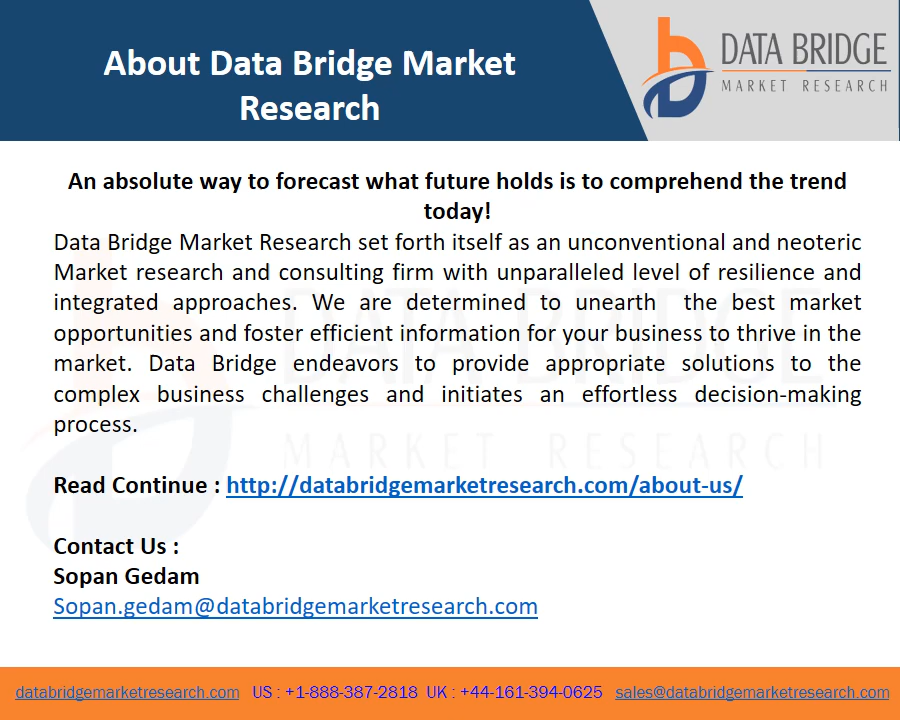 About Data Bridge Market
Research
DATA BRIDGE
MARKET RESEARCH
An absolute way to forecast what future holds is to comprehend the trend
today!
Data Bridge Market Research set forth itself as an unconventional and neoteric
Market research and consulting firm with unparalleled level of resilience and
integrated approaches. We are determined to unearth the best market
opportunities and foster efficient information for your business to thrive in the
market. Data Bridge endeavors to provide appropriate solutions to the
complex business challenges and initiates an effortless decision-making
process.
DATA BRIDGE
MARKET RESEARCH
Read Continue : http://databridgemarketresearch.com/about-us/
Contact Us :
Sopan Gedam
Sopan.gedam@databridgemarketresearch.com
databridgemarketresearch.com US : +1-888-387-2818 UK : +44-161-394-0625 sales@databridgemarketresearch.com